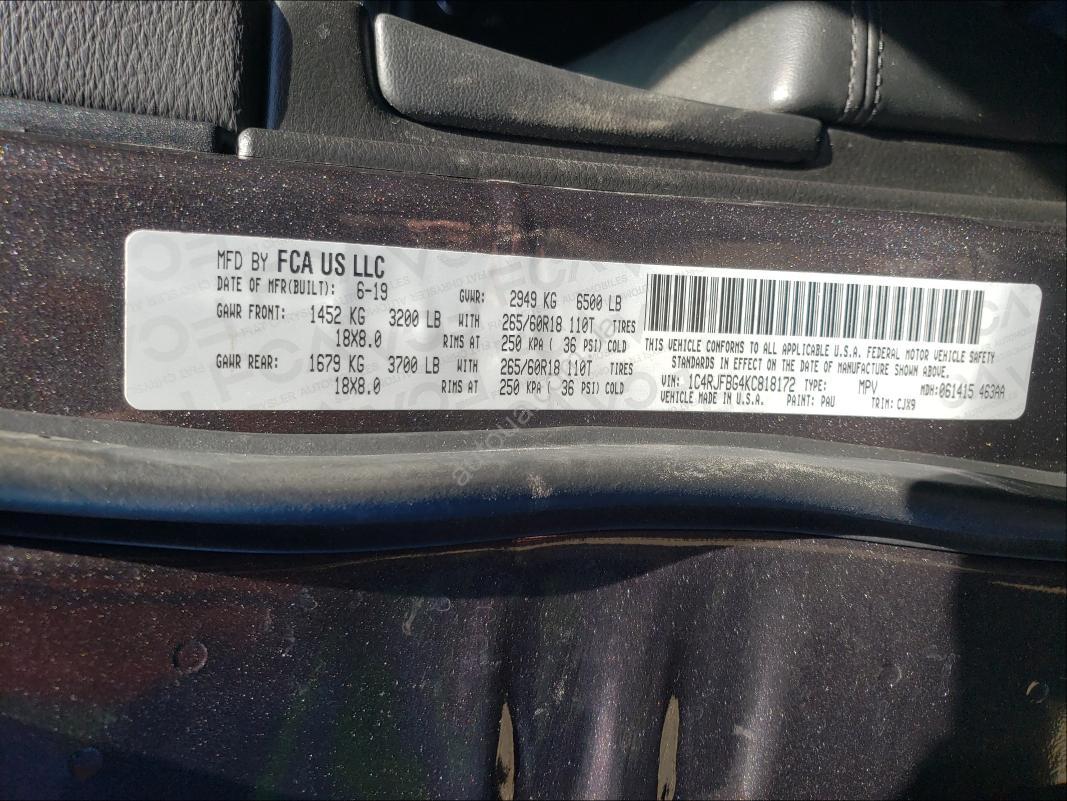 MFD BY FCA US LLC
DATE OF MFR(BUILT): 6-19 GVWR: 2949 KG 6500 LB
GAWR FRONT: 1452 KG 3200 LB WITH 265/60R18 110T TIRES
18X8.0 RIMS AT 250 KPA ( 36 PSI) COLD
GAWR REAR: 1679 KG 3700 LB WITH 265/60R18 110T TIRES
18X8.0 RIMS AT 250 KPA ( 36 PSI) COLD
THIS VEHICLE CONFORMS TO ALL APPLICABLE U.S.A. FEDERAL MOTOR VEHICLE SAFETY
STANDARDS IN EFFECT ON THE DATE OF MANUFACTURE SHOWN ABOVE.
VIN: 1C4RJFBG4KC818172 TYPE: MPV MDH: 061415 463AA
VEHICLE MADE IN U.S.A. PAINT: PAU TRIM: CJX9